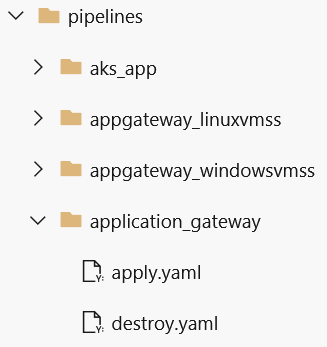 pipelines
aks_app
appgateway_linuxvmss
appgateway_windowsvmss
application_gateway
apply.yaml
destroy.yaml